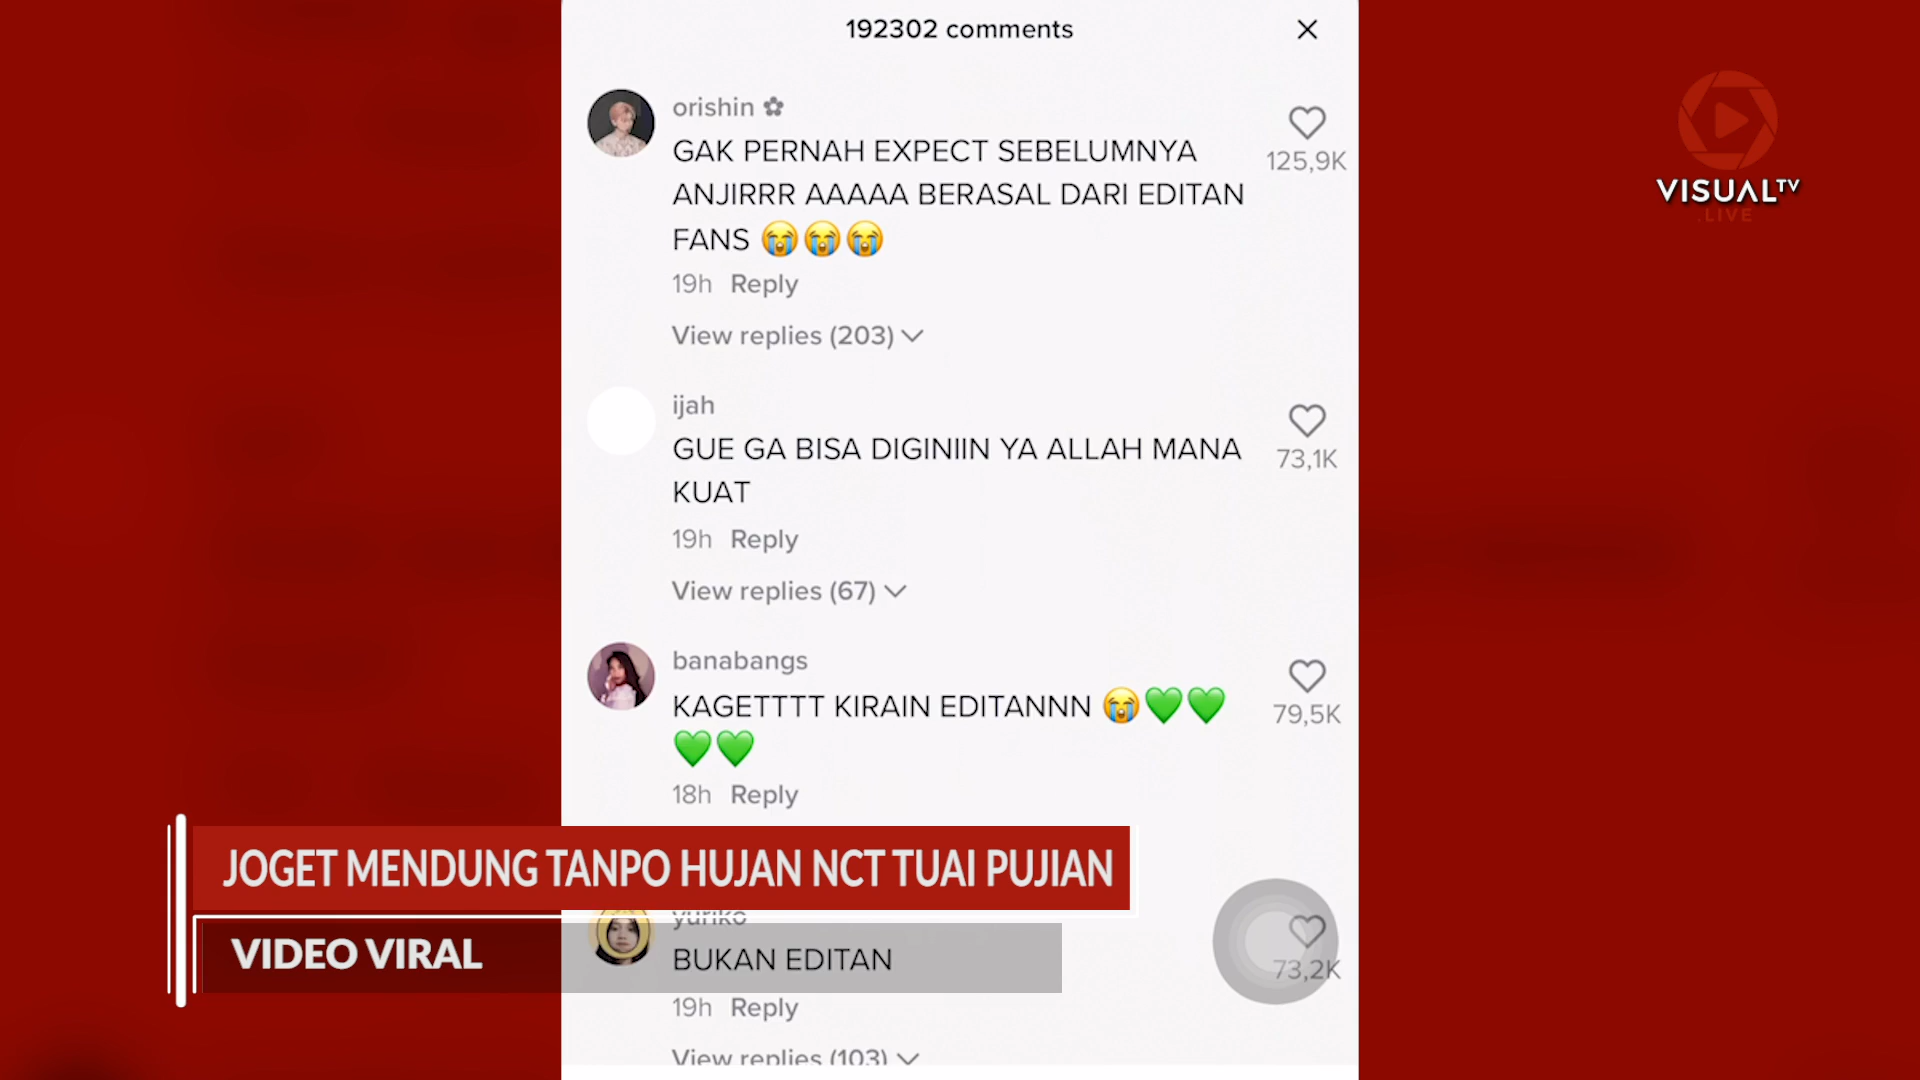 192302 comments
VISUALTV
.LIVE
orishin ✿
GAK PERNAH EXPECT SEBELUMNYA
ANJIRRR AAAAA BERASAL DARI EDITAN
FANS 😭😭😭
125,9K
19h Reply
View replies (203)
ijah
GUE GA BISA DIGINIIN YA ALLAH MANA
KUAT
73,1K
19h Reply
View replies (67)
banabangs
KAGETTTT KIRAIN EDITANNN 😭💚💚
💚💚
79,5K
18h Reply
JOGET MENDUNG TANPO HUJAN NCT TUAI PUJIAN
VIDEO VIRAL
yuriko
BUKAN EDITAN
73,2K
19h Reply
View replies (103)